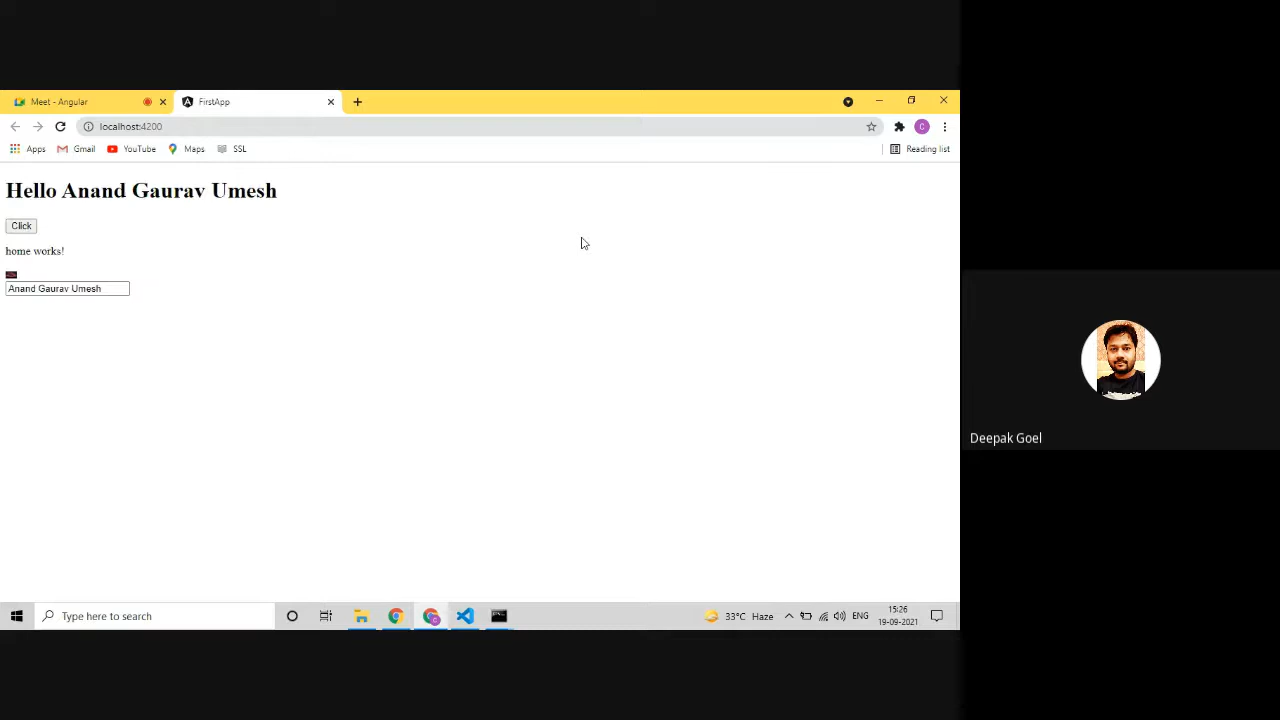 Meet - Angular
FirstApp
localhost:4200
Apps Gmail YouTube Maps SSL Reading list
Hello Anand Gaurav Umesh
Click
home works!
Anand Gaurav Umesh
Deepak Goel
Type here to search
33°C Haze
ENG
15:26
19-09-2021
C